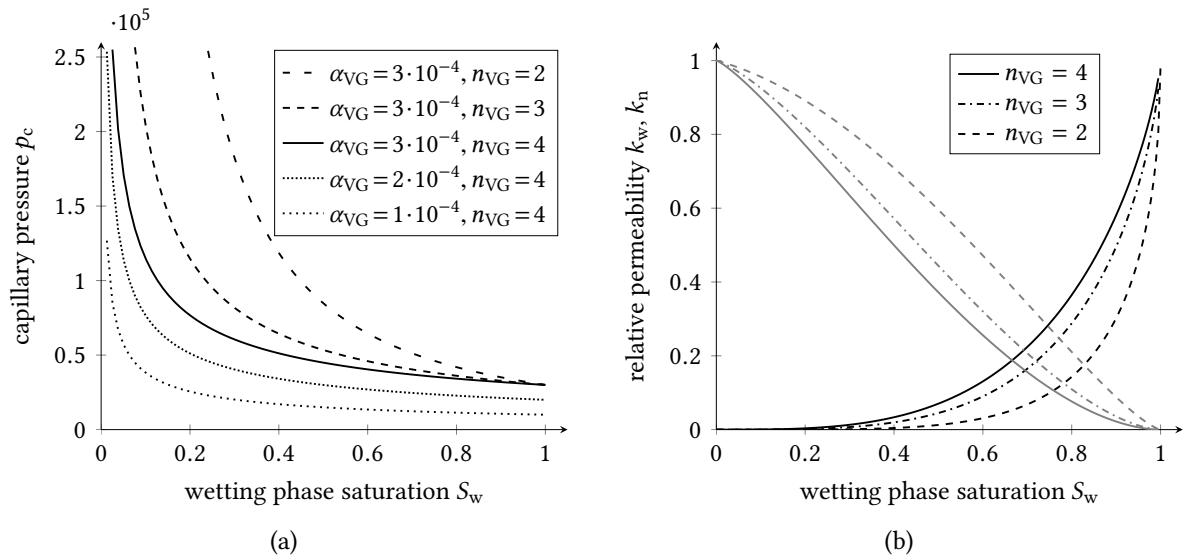 ·10⁵
2.5
2
1.5
1
0.5
0
0 0.2 0.4 0.6 0.8 1
capillary pressure p_c
wetting phase saturation S_w
α_VG = 3·10⁻⁴, n_VG = 2
α_VG = 3·10⁻⁴, n_VG = 3
α_VG = 3·10⁻⁴, n_VG = 4
α_VG = 2·10⁻⁴, n_VG = 4
α_VG = 1·10⁻⁴, n_VG = 4
(a)
1
0.8
0.6
0.4
0.2
0
0 0.2 0.4 0.6 0.8 1
relative permeability k_w, k_n
wetting phase saturation S_w
n_VG = 4
n_VG = 3
n_VG = 2
(b)